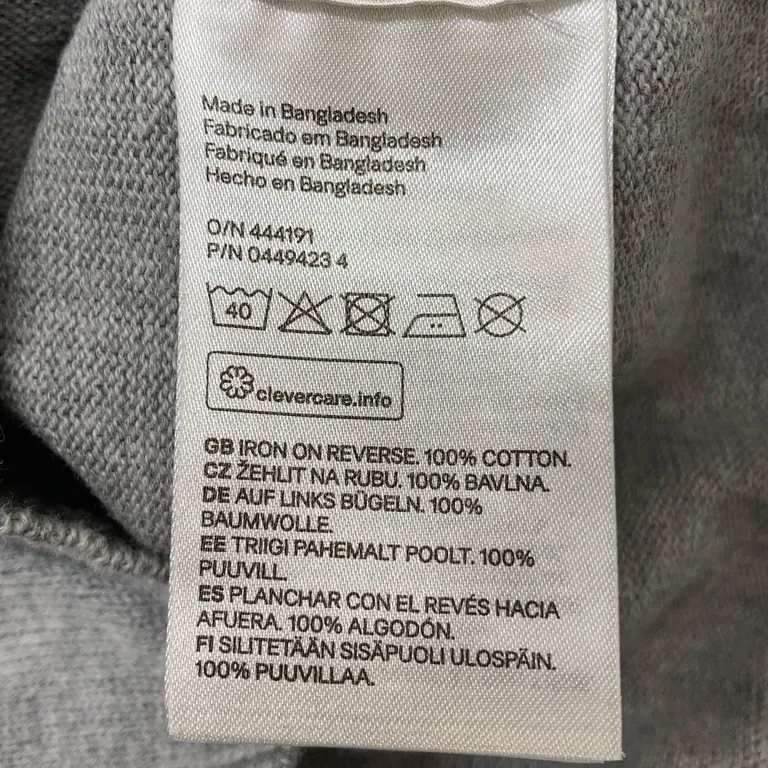 Made in Bangladesh
Fabricado em Bangladesh
Fabriqué en Bangladesh
Hecho en Bangladesh
O/N 444191
P/N 0449423 4
40
clevercare.info
GB IRON ON REVERSE. 100% COTTON.
CZ ŽEHLIT NA RUBU. 100% BAVLNA.
DE AUF LINKS BÜGELN. 100%
BAUMWOLLE.
EE TRIIGI PAHEMALT POOLT. 100%
PUUVILL.
ES PLANCHAR CON EL REVÉS HACIA
AFUERA. 100% ALGODÓN.
FI SILITETÄÄN SISÄPUOLI ULOSPÄIN.
100% PUUVILLAA.